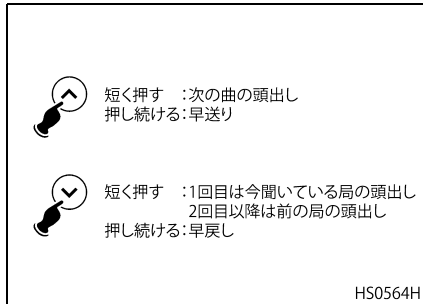 短く押す　:次の曲の頭出し
押し続ける:早送り
短く押す　:1回目は今聞いている局の頭出し
2回目以降は前の局の頭出し
押し続ける:早戻し
HS0564H